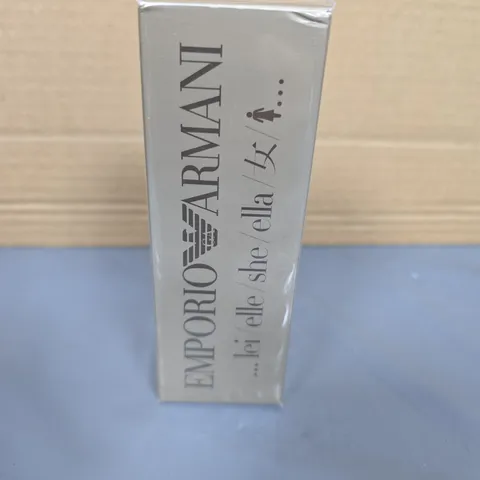 EMPORIO ARMANI
...lei/elle/she/ella/女/...